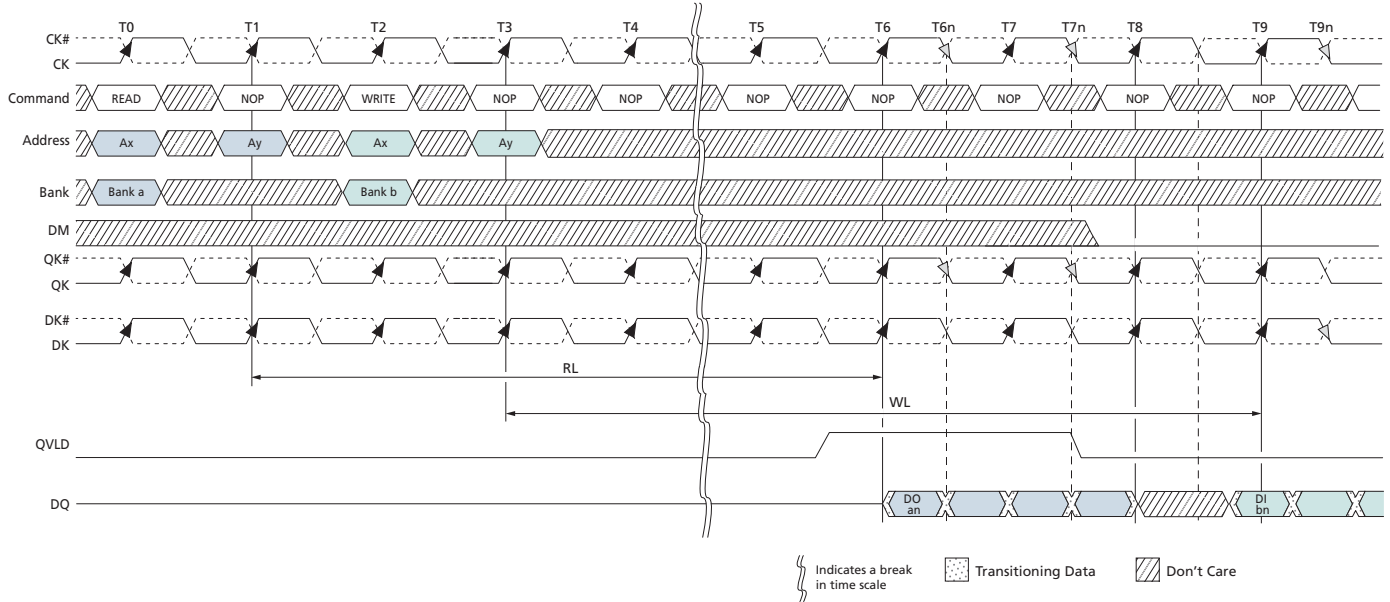 T0 T1 T2 T3 T4 T5 T6 T6n T7 T7n T8 T9 T9n
CK#
CK
Command READ NOP WRITE NOP NOP NOP NOP NOP NOP NOP
Address Ax Ay Ax Ay
Bank Bank a Bank b
DM
QK#
QK
DK#
DK
RL
WL
QVLD
DQ DO an DI bn
Indicates a break
in time scale
Transitioning Data
Don't Care